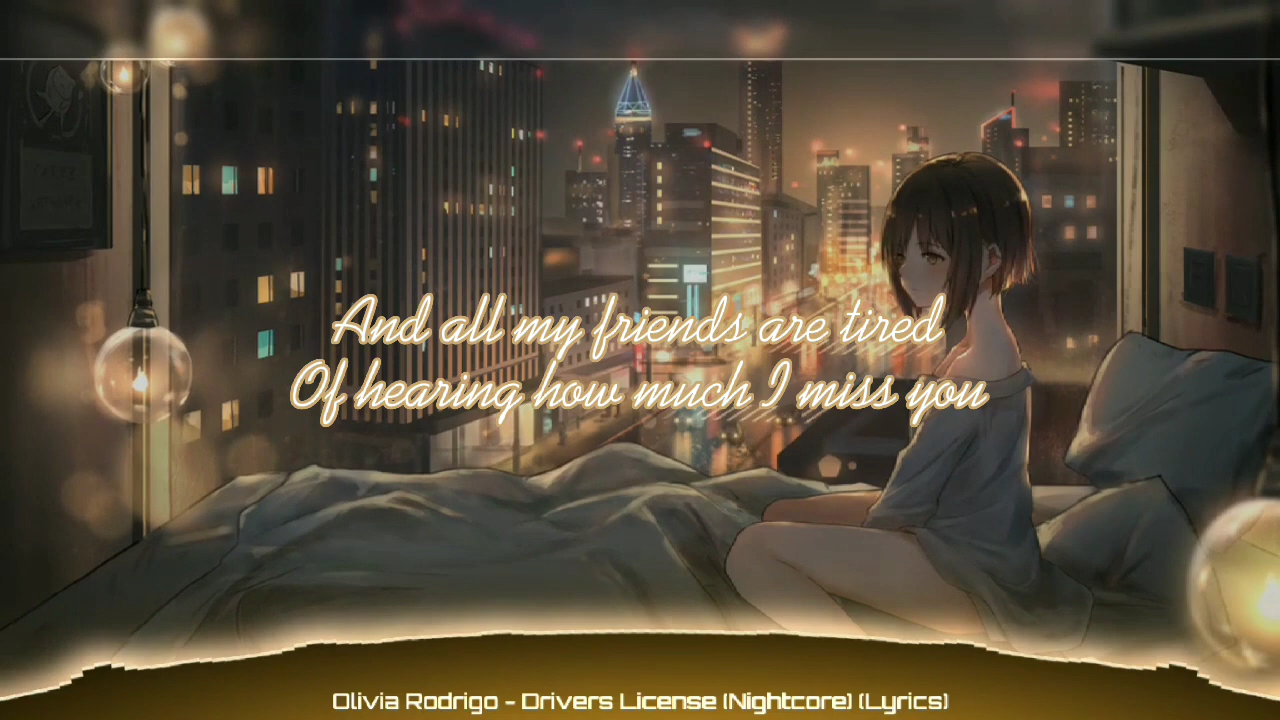 And all my friends are tired
Of hearing how much I miss you
Olivia Rodrigo - Drivers License (Nightcore) (Lyrics)